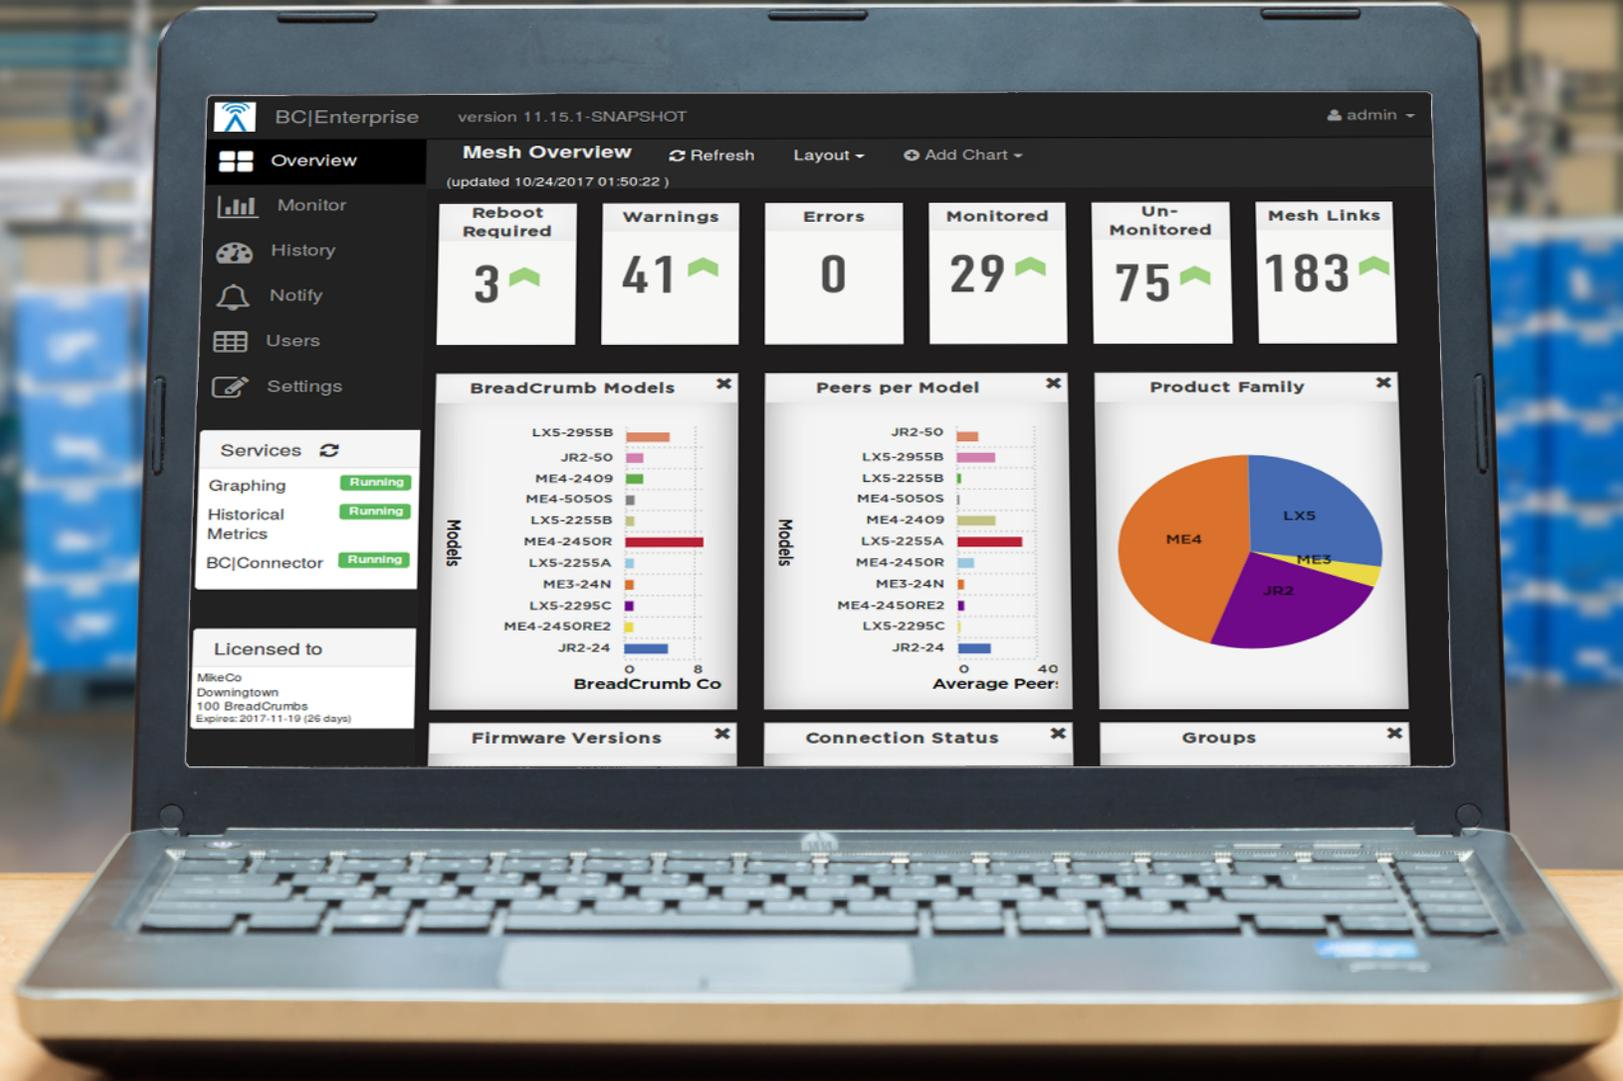 BC|Enterprise
version 11.15.1-SNAPSHOT
admin
Overview
Monitor
History
Notify
Users
Settings
Services
Graphing Running
Historical Running
Metrics
BC|Connector Running
Licensed to
MikeCo
Downingtown
100 BreadCrumbs
Expires: 2017-11-19 (26 days)
Mesh Overview Refresh Layout Add Chart
(updated 10/24/2017 01:50:22 )
Reboot
Required
3
Warnings
41
Errors
0
Monitored
29
Un-
Monitored
75
Mesh Links
183
BreadCrumb Models
Models
LX5-2955B
JR2-50
ME4-2409
ME4-5050S
LX5-2255B
ME4-2450R
LX5-2255A
ME3-24N
LX5-2295C
ME4-2450RE2
JR2-24
0 8
BreadCrumb Co
Peers per Model
Models
JR2-50
LX5-2955B
LX5-2255B
ME4-5050S
ME4-2409
LX5-2255A
ME4-2450R
ME3-24N
ME4-2450RE2
LX5-2295C
JR2-24
0 40
Average Peer
Product Family
LX5
ME4
ME3
JR2
Firmware Versions
Connection Status
Groups